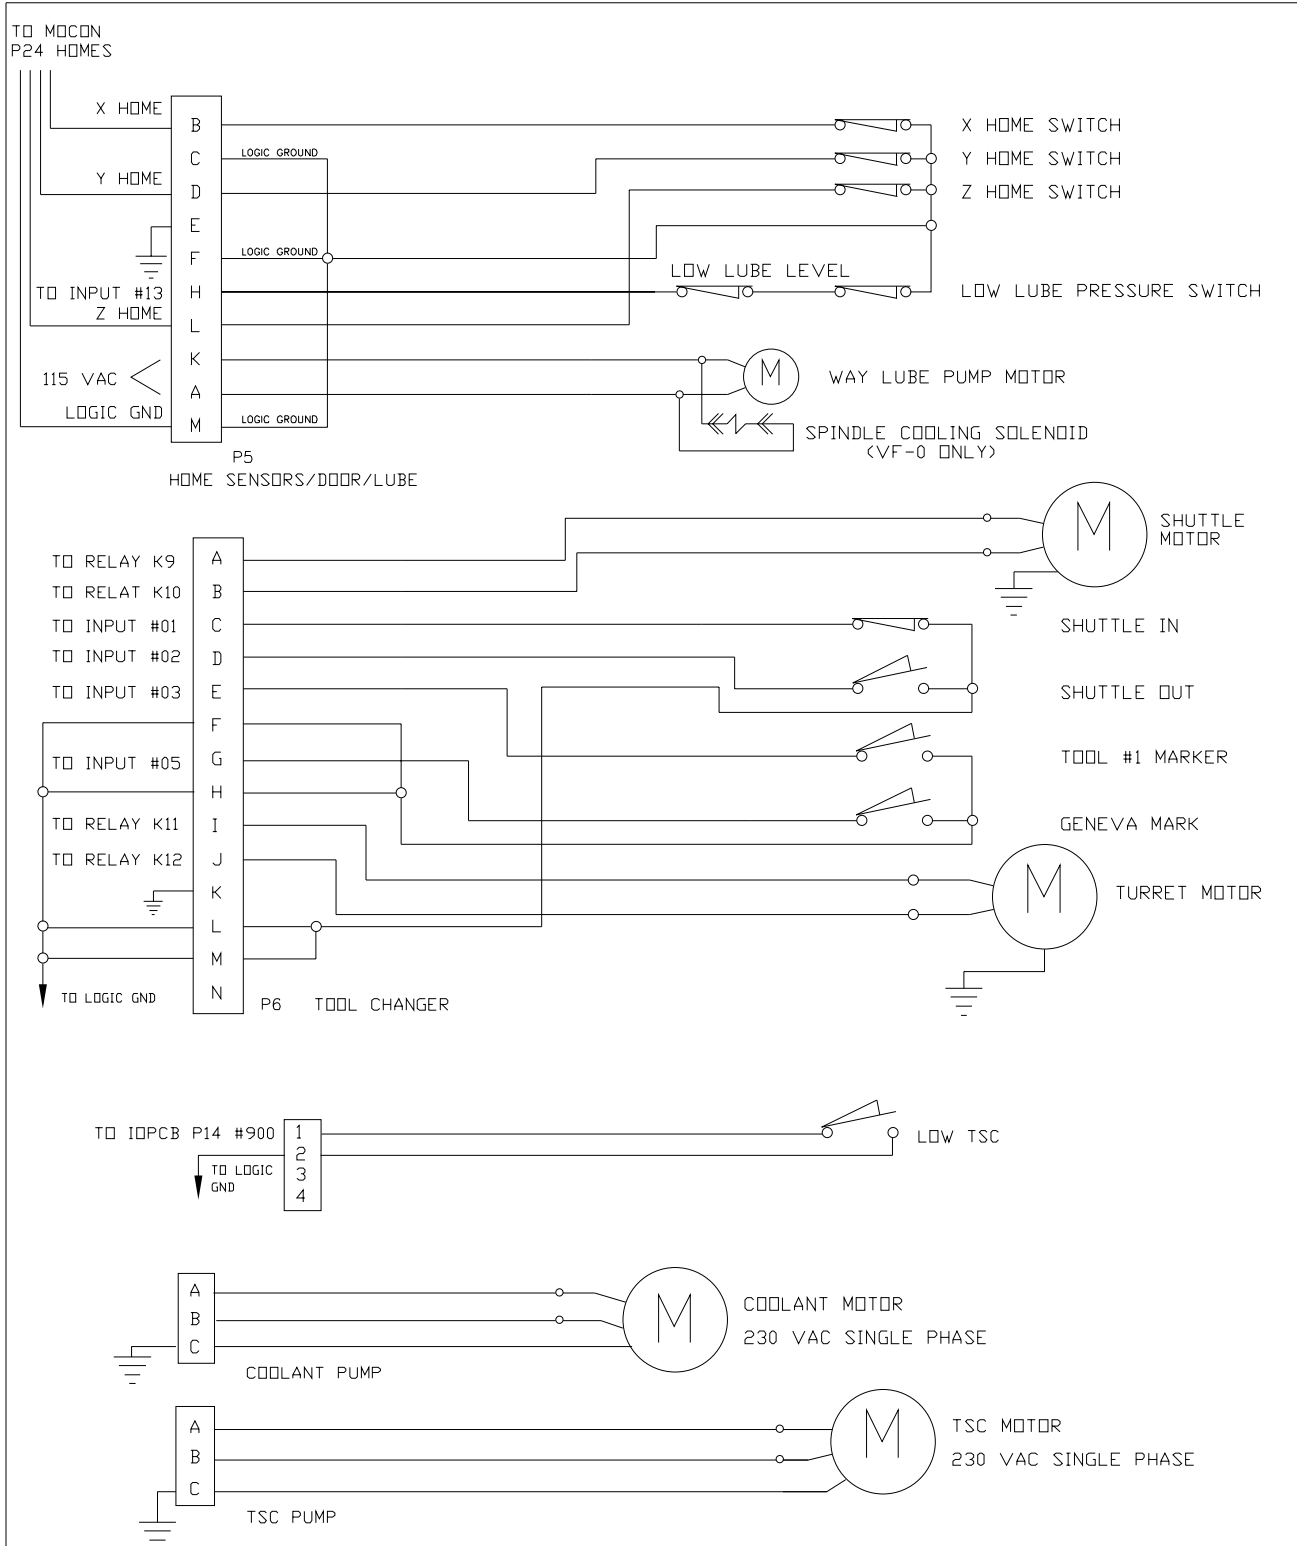 TO MOCON
P24 HOMES
X HOME
B
X HOME SWITCH
C
LOGIC GROUND
Y HOME SWITCH
Y HOME
D
Z HOME SWITCH
E
F
LOGIC GROUND
LOW LUBE LEVEL
TO INPUT #13
H
LOW LUBE PRESSURE SWITCH
Z HOME
L
K
115 VAC
M
WAY LUBE PUMP MOTOR
A
LOGIC GND
M
LOGIC GROUND
SPINDLE COOLING SOLENOID
(VF-0 ONLY)
P5
HOME SENSORS/DOOR/LUBE
M
SHUTTLE
MOTOR
TO RELAY K9
A
TO RELAT K10
B
TO INPUT #01
C
SHUTTLE IN
TO INPUT #02
D
TO INPUT #03
E
SHUTTLE OUT
F
TO INPUT #05
G
TOOL #1 MARKER
H
TO RELAY K11
I
GENEVA MARK
TO RELAY K12
J
K
M
TURRET MOTOR
L
M
TO LOGIC GND
N
P6 TOOL CHANGER
TO IOPCB P14 #900
1
LOW TSC
2
TO LOGIC
GND
3
4
A
COOLANT MOTOR
B
M
230 VAC SINGLE PHASE
C
COOLANT PUMP
A
TSC MOTOR
M
B
230 VAC SINGLE PHASE
C
TSC PUMP